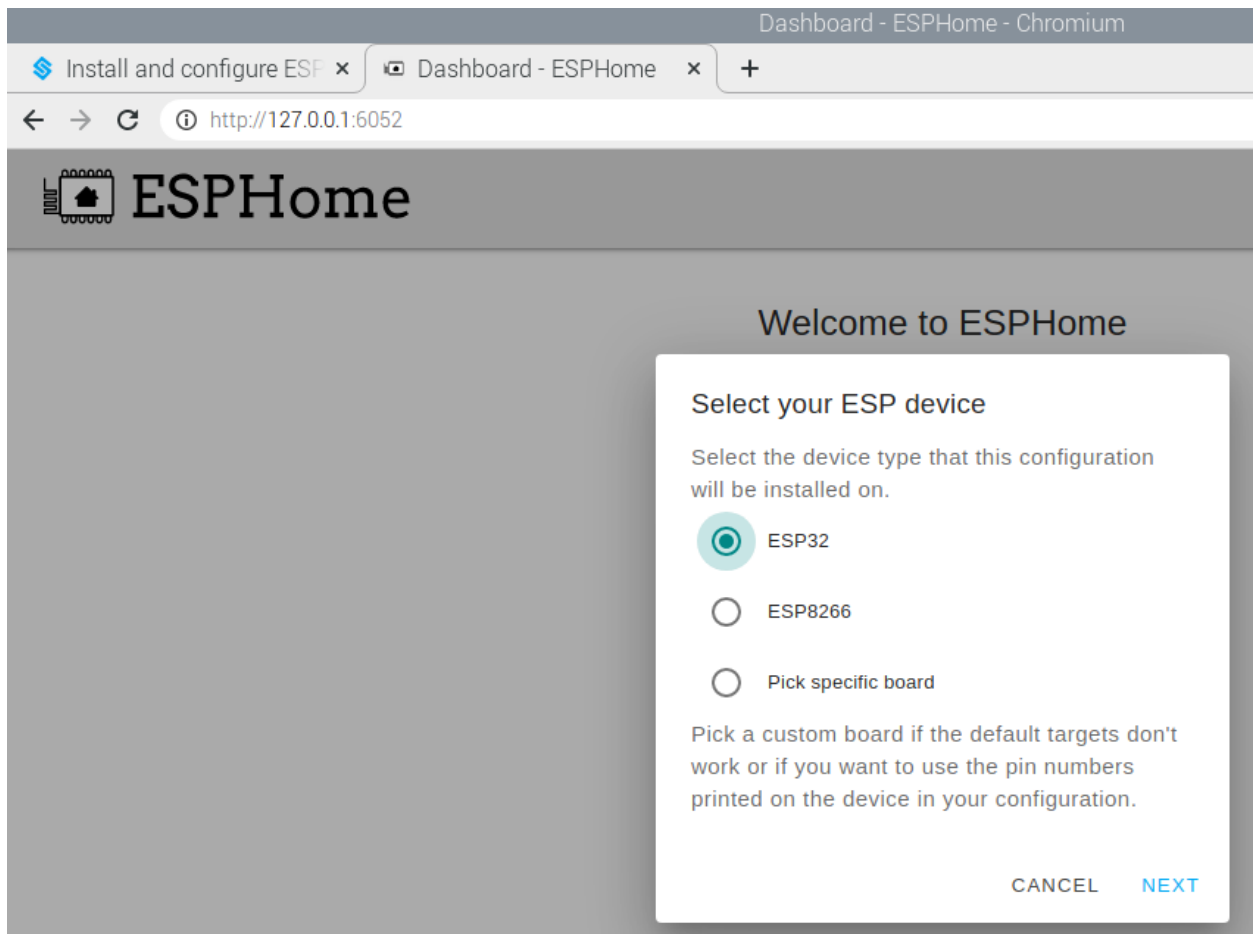 Dashboard - ESPHome - Chromium
Install and configure ESP
Dashboard - ESPHome
http://127.0.0.1:6052
ESPHome
Welcome to ESPHome
Select your ESP device
Select the device type that this configuration
will be installed on.
ESP32
ESP8266
Pick specific board
Pick a custom board if the default targets don't
work or if you want to use the pin numbers
printed on the device in your configuration.
CANCEL NEXT